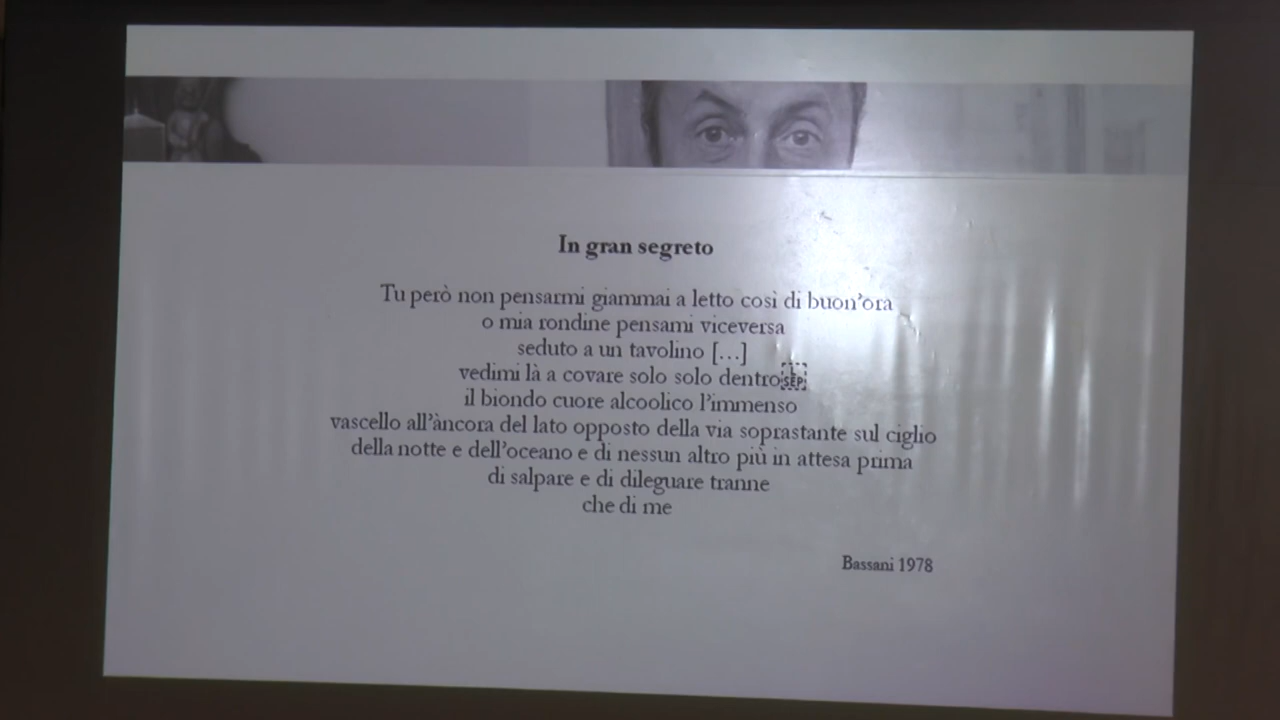 In gran segreto
Tu però non pensarmi giammai a letto così di buon'ora
o mia rondine pensami viceversa
seduto a un tavolino […]
vedimi là a covare solo solo dentro
il biondo cuore alcoolico l'immenso
vascello all'àncora del lato opposto della via soprastante sul ciglio
della notte e dell'oceano e di nessun altro più in attesa prima
di salpare e di dileguare tranne
che di me
Bassani 1978